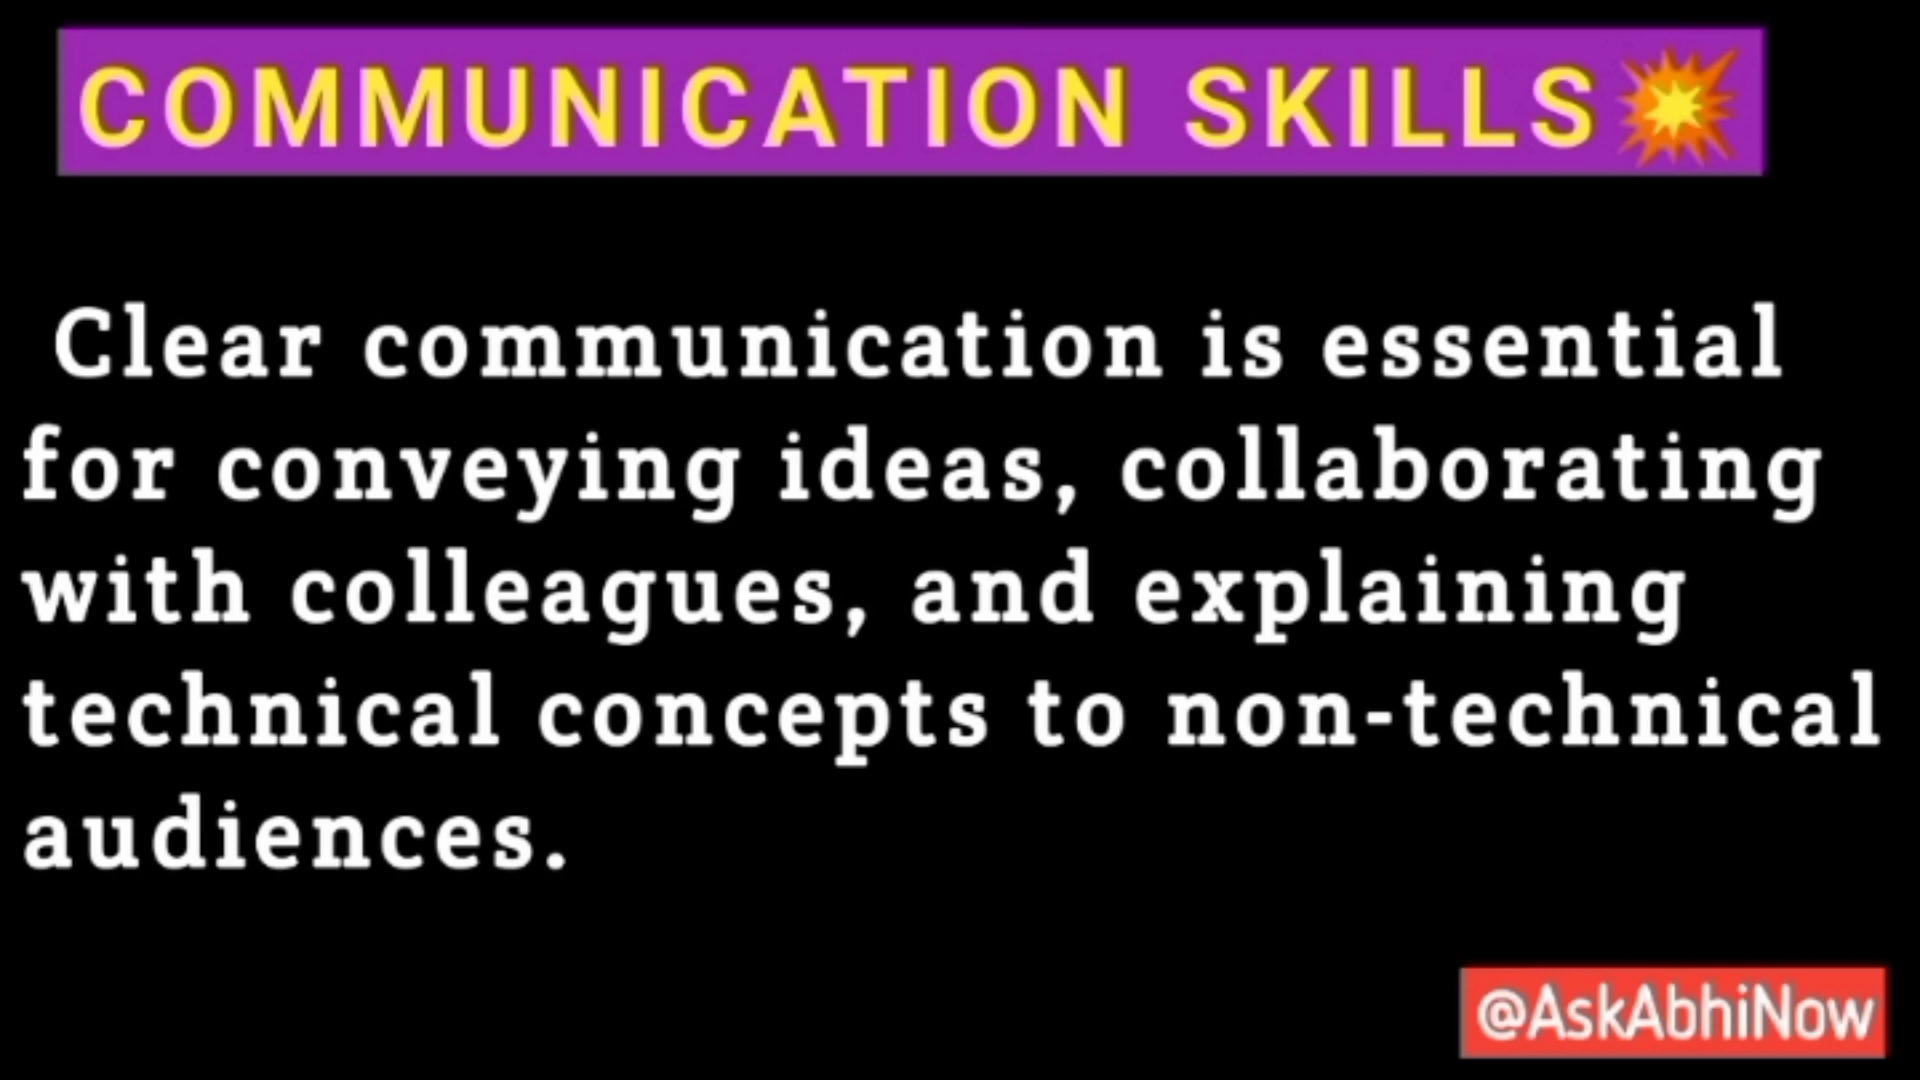 COMMUNICATION SKILLS💥
Clear communication is essential
for conveying ideas, collaborating
with colleagues, and explaining
technical concepts to non-technical
audiences.
@AskAbhiNow